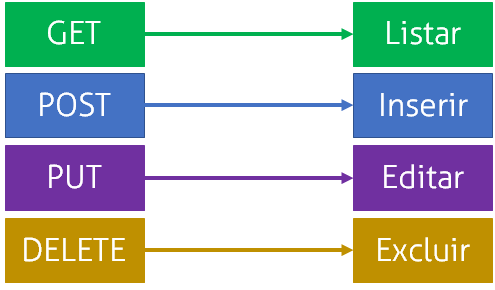 GET Listar
POST Inserir
PUT Editar
DELETE Excluir